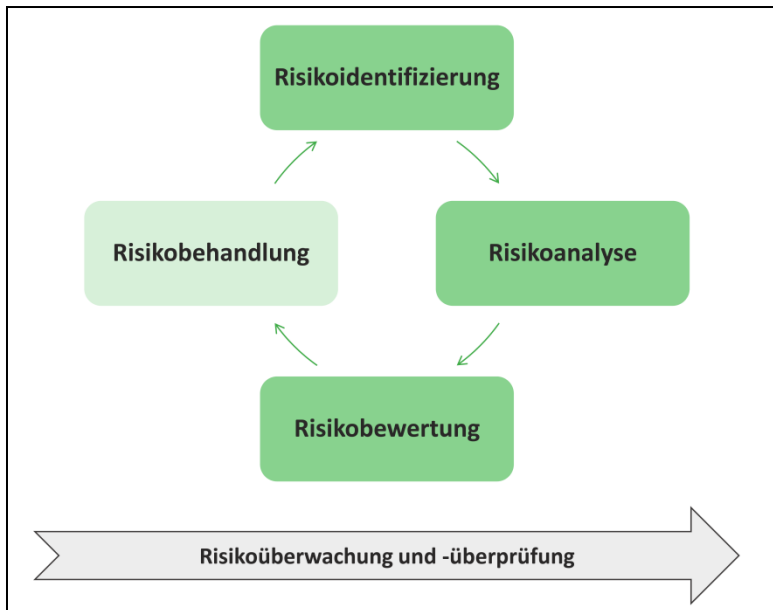 Risikoidentifizierung
Risikobehandlung
Risikoanalyse
Risikobewertung
Risikoüberwachung und -überprüfung